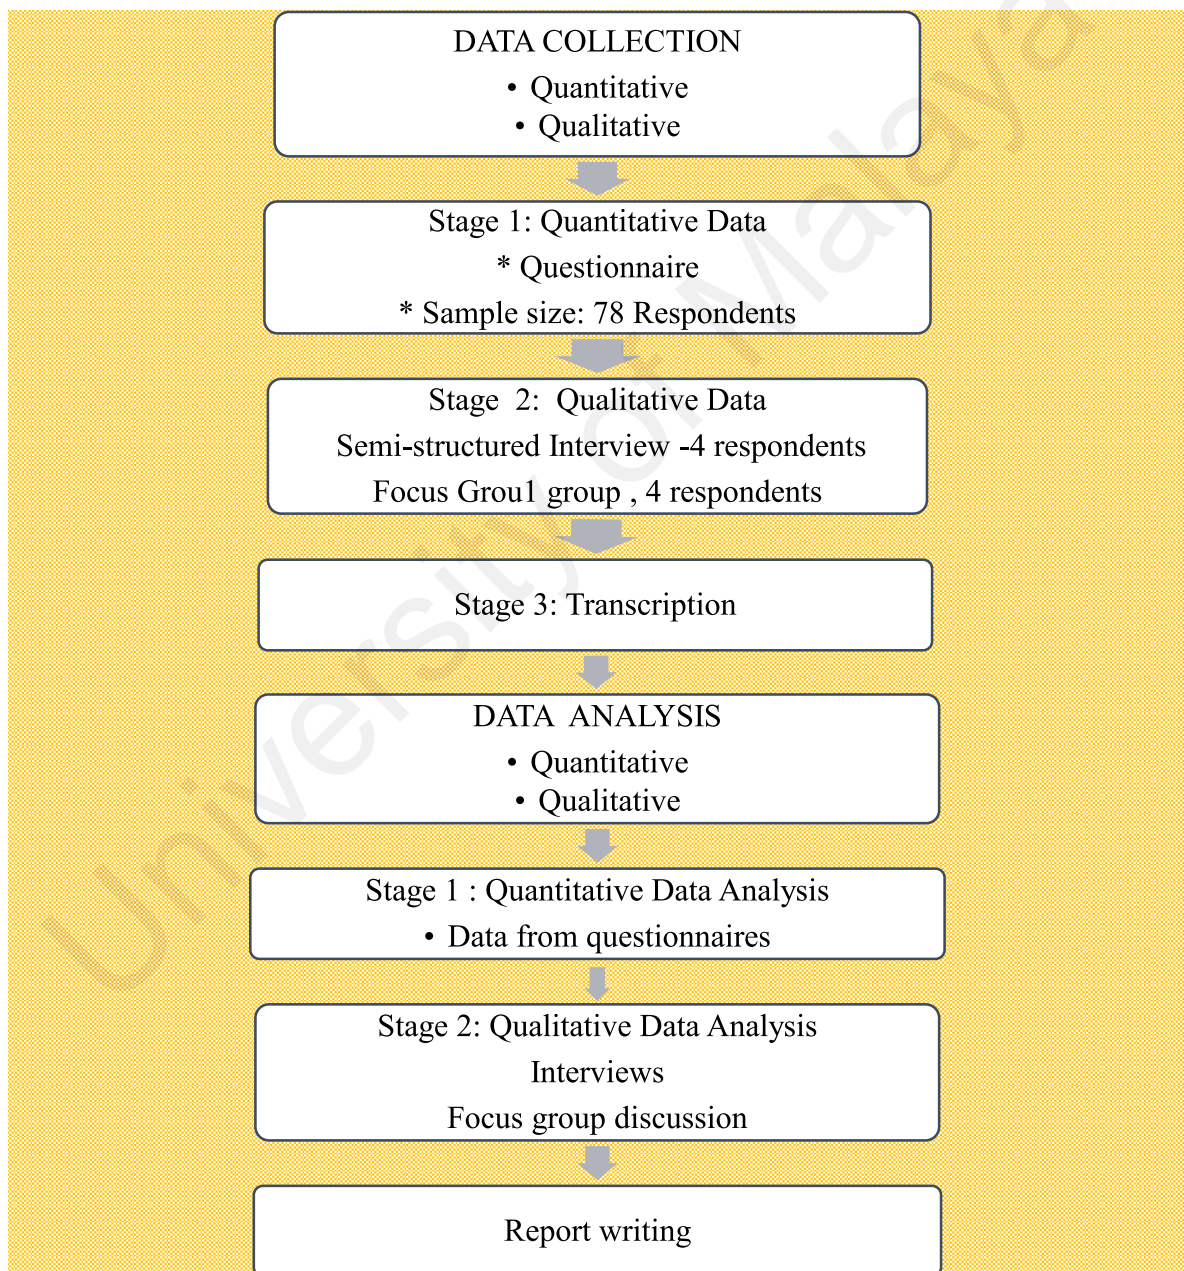 DATA COLLECTION
• Quantitative
• Qualitative
Stage 1: Quantitative Data
* Questionnaire
* Sample size: 78 Respondents
Stage 2: Qualitative Data
Semi-structured Interview -4 respondents
Focus Grou1 group , 4 respondents
Stage 3: Transcription
DATA ANALYSIS
• Quantitative
• Qualitative
Stage 1 : Quantitative Data Analysis
• Data from questionnaires
Stage 2: Qualitative Data Analysis
Interviews
Focus group discussion
Report writing
University of Malaya